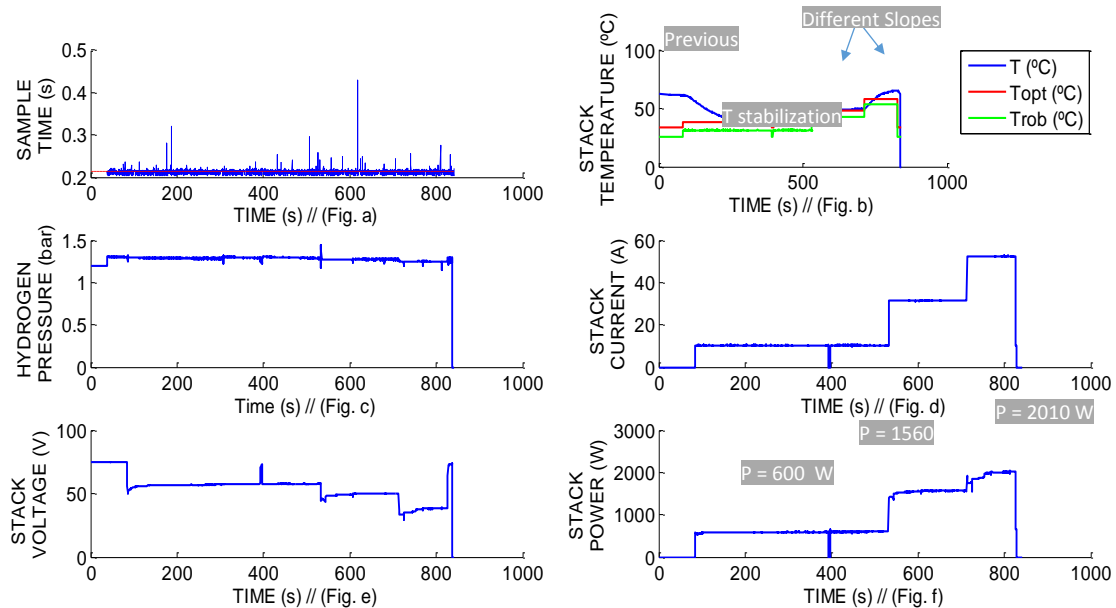 SAMPLE
TIME (s)
0.5
0.4
0.3
0.2
0 200 400 600 800 1000
TIME (s) // (Fig. a)
Different Slopes
Previous
T stabilization
STACK
TEMPERATURE (ºC)
100
50
0
0 500 1000
TIME (s) // (Fig. b)
T (ºC)
Topt (ºC)
Trob (ºC)
HYDROGEN
PRESSURE (bar)
1.5
1
0.5
0
0 200 400 600 800 1000
Time (s) // (Fig. c)
STACK
CURRENT (A)
60
40
20
0
0 200 400 600 800 1000
TIME (s) // (Fig. d)
STACK
VOLTAGE (V)
100
50
0
0 200 400 600 800 1000
TIME (s) // (Fig. e)
P = 2010 W
P = 1560
P = 600 W
STACK
POWER (W)
3000
2000
1000
0
0 200 400 600 800 1000
TIME (s) // (Fig. f)